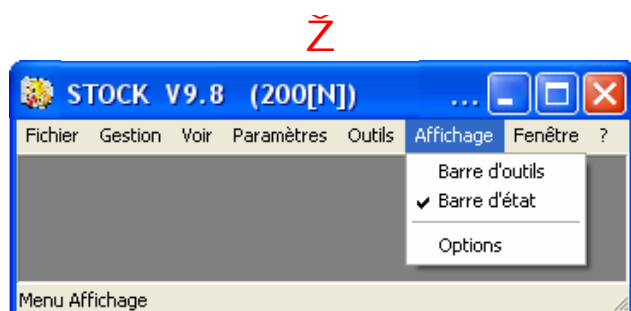 Ž
STOCK V9.8 (200[N]) ...
Fichier Gestion Voir Paramètres Outils Affichage Fenêtre ?
Barre d'outils
Barre d'état
Options
Menu Affichage